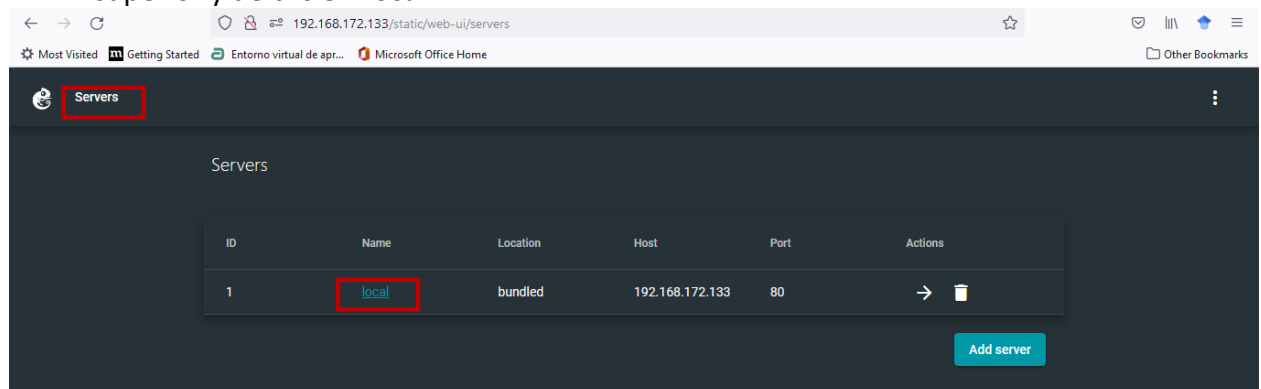 192.168.172.133/static/web-ui/servers
Most Visited Getting Started Entorno virtual de apr... Microsoft Office Home Other Bookmarks
Servers
Servers
ID Name Location Host Port Actions
1 local bundled 192.168.172.133 80
Add server